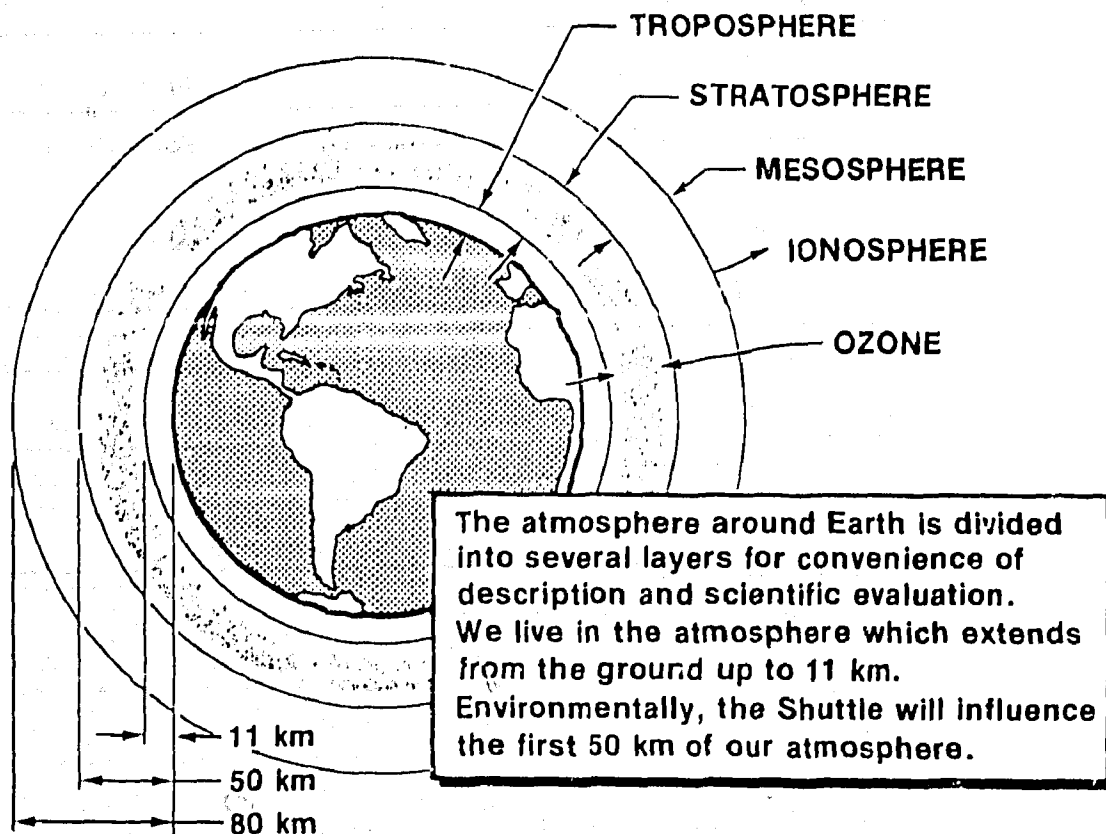 TROPOSPHERE
STRATOSPHERE
MESOSPHERE
IONOSPHERE
OZONE
The atmosphere around Earth is divided
into several layers for convenience of
description and scientific evaluation.
We live in the atmosphere which extends
from the ground up to 11 km.
Environmentally, the Shuttle will influence
the first 50 km of our atmosphere.
11 km
50 km
80 km